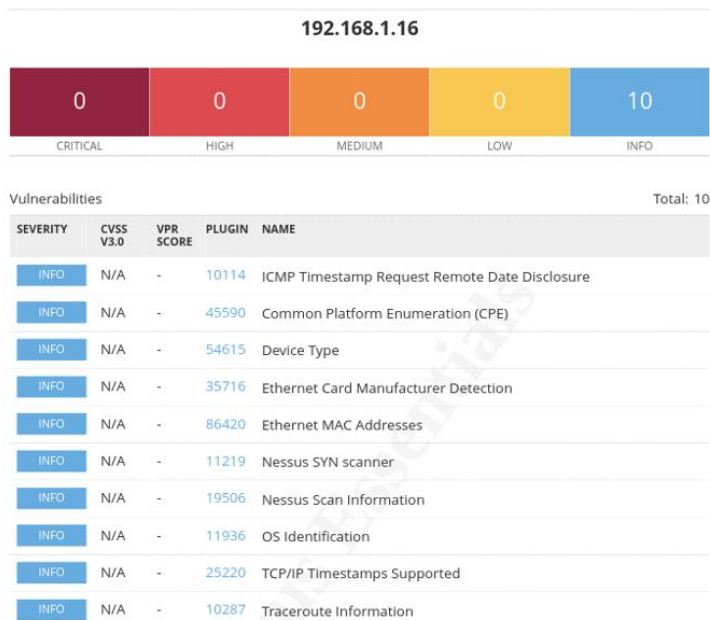 192.168.1.16
0 0 0 0 10
CRITICAL HIGH MEDIUM LOW INFO
Vulnerabilities Total: 10
SEVERITY CVSS V3.0 VPR SCORE PLUGIN NAME
INFO N/A - 10114 ICMP Timestamp Request Remote Date Disclosure
INFO N/A - 45590 Common Platform Enumeration (CPE)
INFO N/A - 54615 Device Type
INFO N/A - 35716 Ethernet Card Manufacturer Detection
INFO N/A - 86420 Ethernet MAC Addresses
INFO N/A - 11219 Nessus SYN scanner
INFO N/A - 19506 Nessus Scan Information
INFO N/A - 11936 OS Identification
INFO N/A - 25220 TCP/IP Timestamps Supported
INFO N/A - 10287 Traceroute Information
Essentials